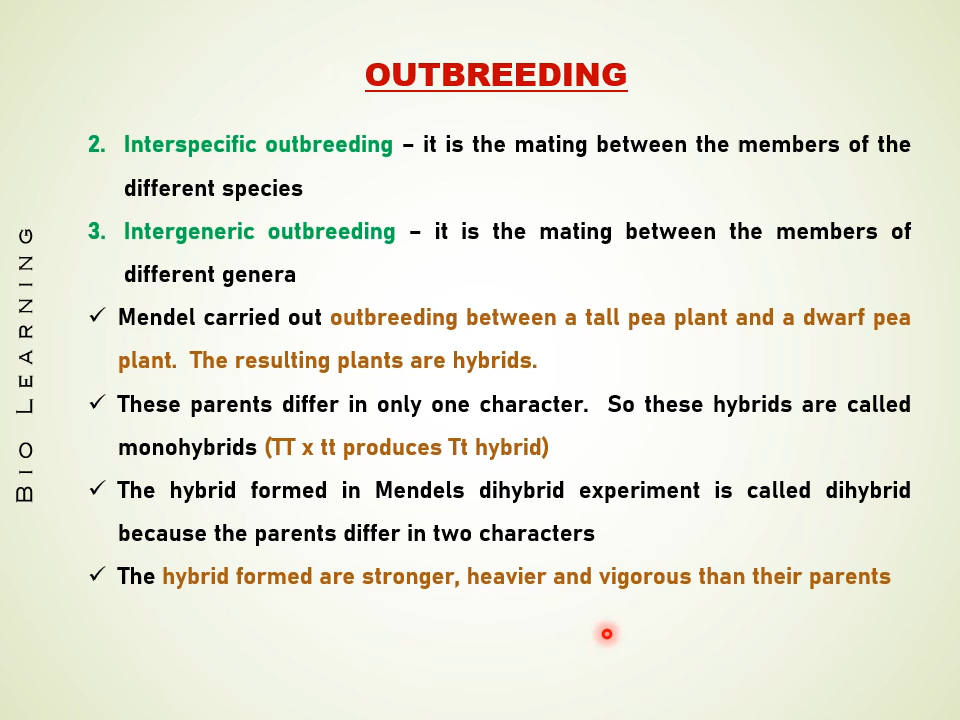 OUTBREEDING
2. Interspecific outbreeding – it is the mating between the members of the
different species
3. Intergeneric outbreeding – it is the mating between the members of
different genera
✓ Mendel carried out outbreeding between a tall pea plant and a dwarf pea
plant. The resulting plants are hybrids.
✓ These parents differ in only one character. So these hybrids are called
monohybrids (TT x tt produces Tt hybrid)
✓ The hybrid formed in Mendels dihybrid experiment is called dihybrid
because the parents differ in two characters
✓ The hybrid formed are stronger, heavier and vigorous than their parents
BIO LEARNING